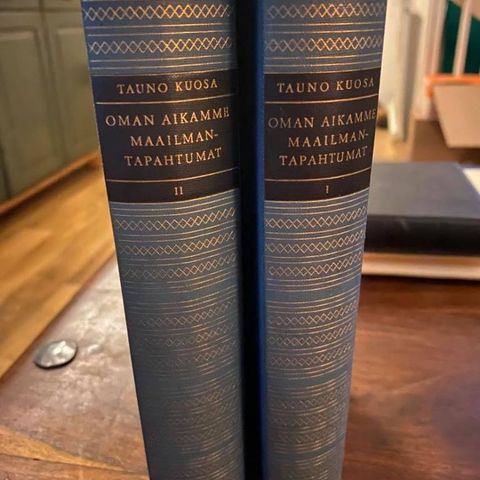 TAUNO KUOSA
OMAN AIKAMME
MAAILMAN-
TAPAHTUMAT
II
TAUNO KUOSA
OMAN AIKAMME
MAAILMAN-
TAPAHTUMAT
I